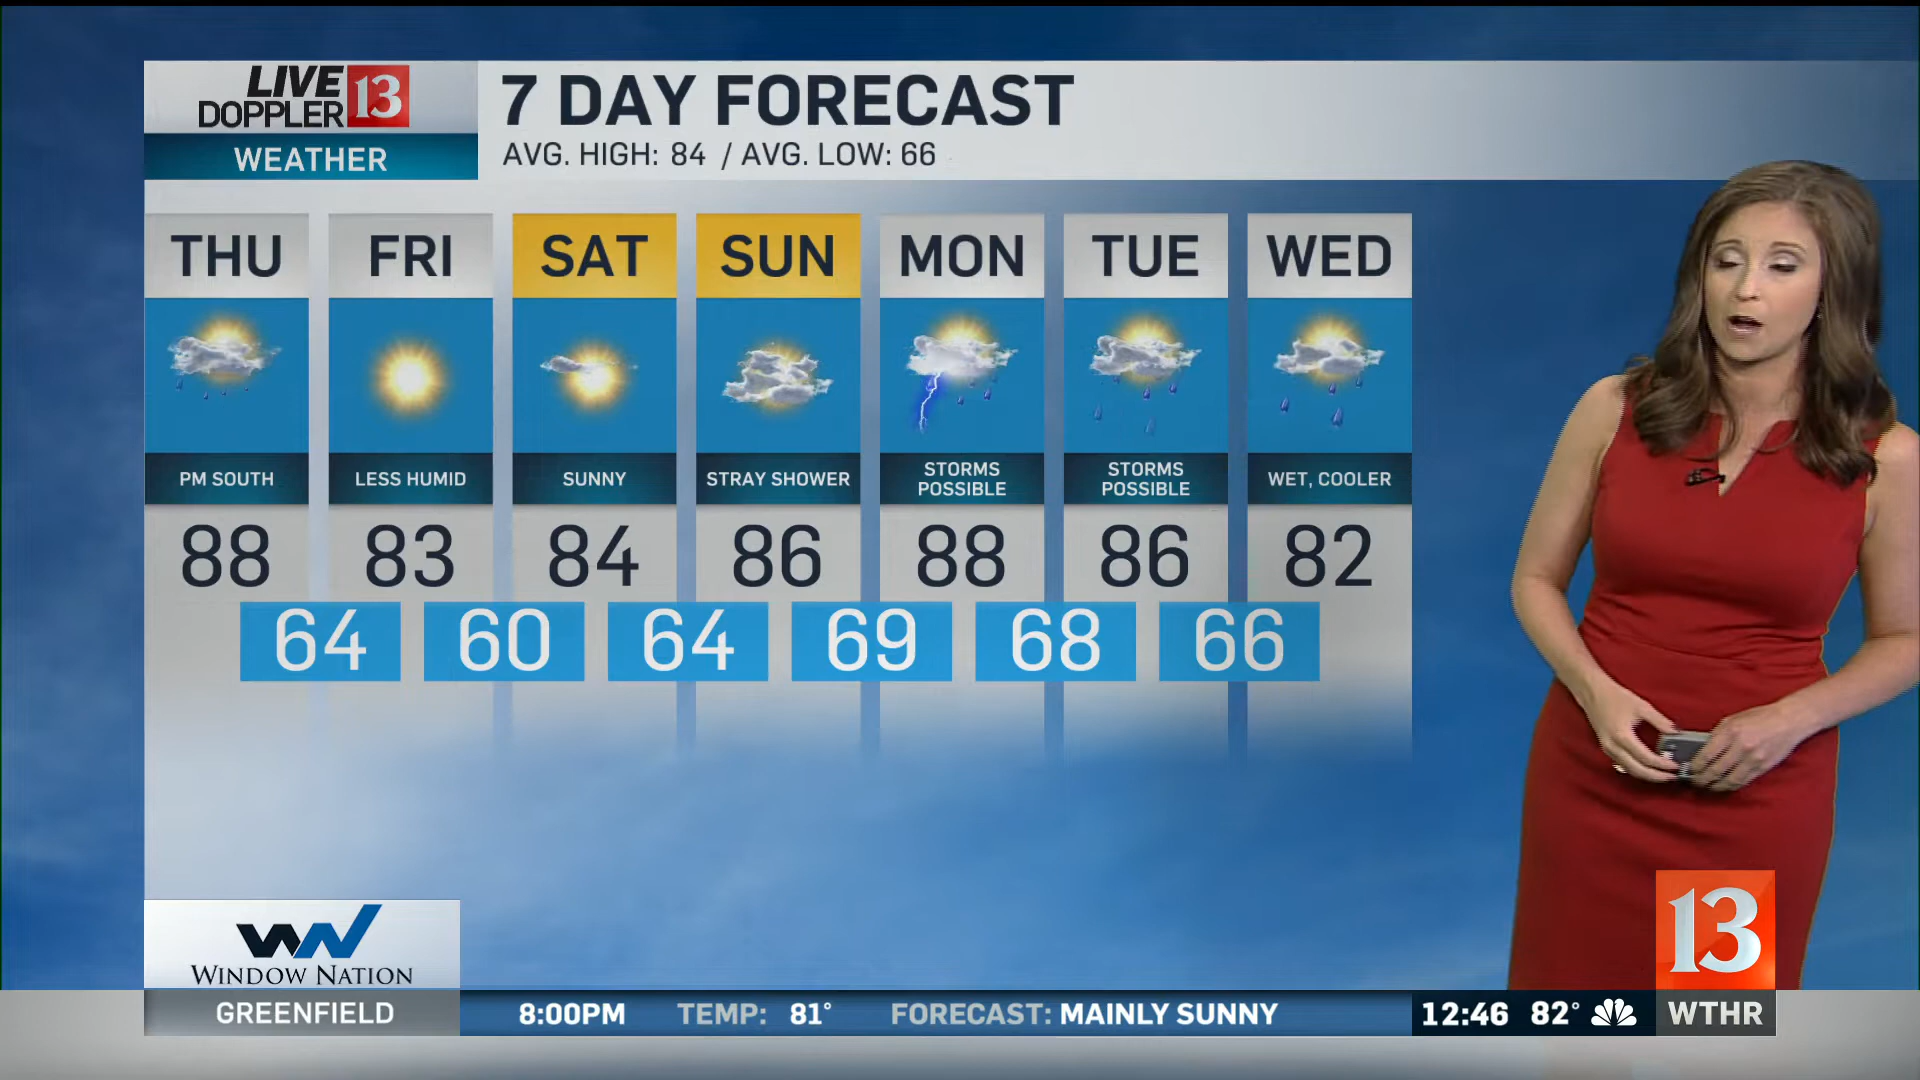 LIVE
DOPPLER 13
WEATHER
7 DAY FORECAST
AVG. HIGH: 84 / AVG. LOW: 66
THU FRI SAT SUN MON TUE WED
PM SOUTH
LESS HUMID
SUNNY
STRAY SHOWER
STORMS
POSSIBLE
STORMS
POSSIBLE
WET, COOLER
88 83 84 86 88 86 82
64 60 64 69 68 66
WN
WINDOW NATION
13
GREENFIELD
8:00PM TEMP: 81° FORECAST: MAINLY SUNNY
12:46 82°
WTHR